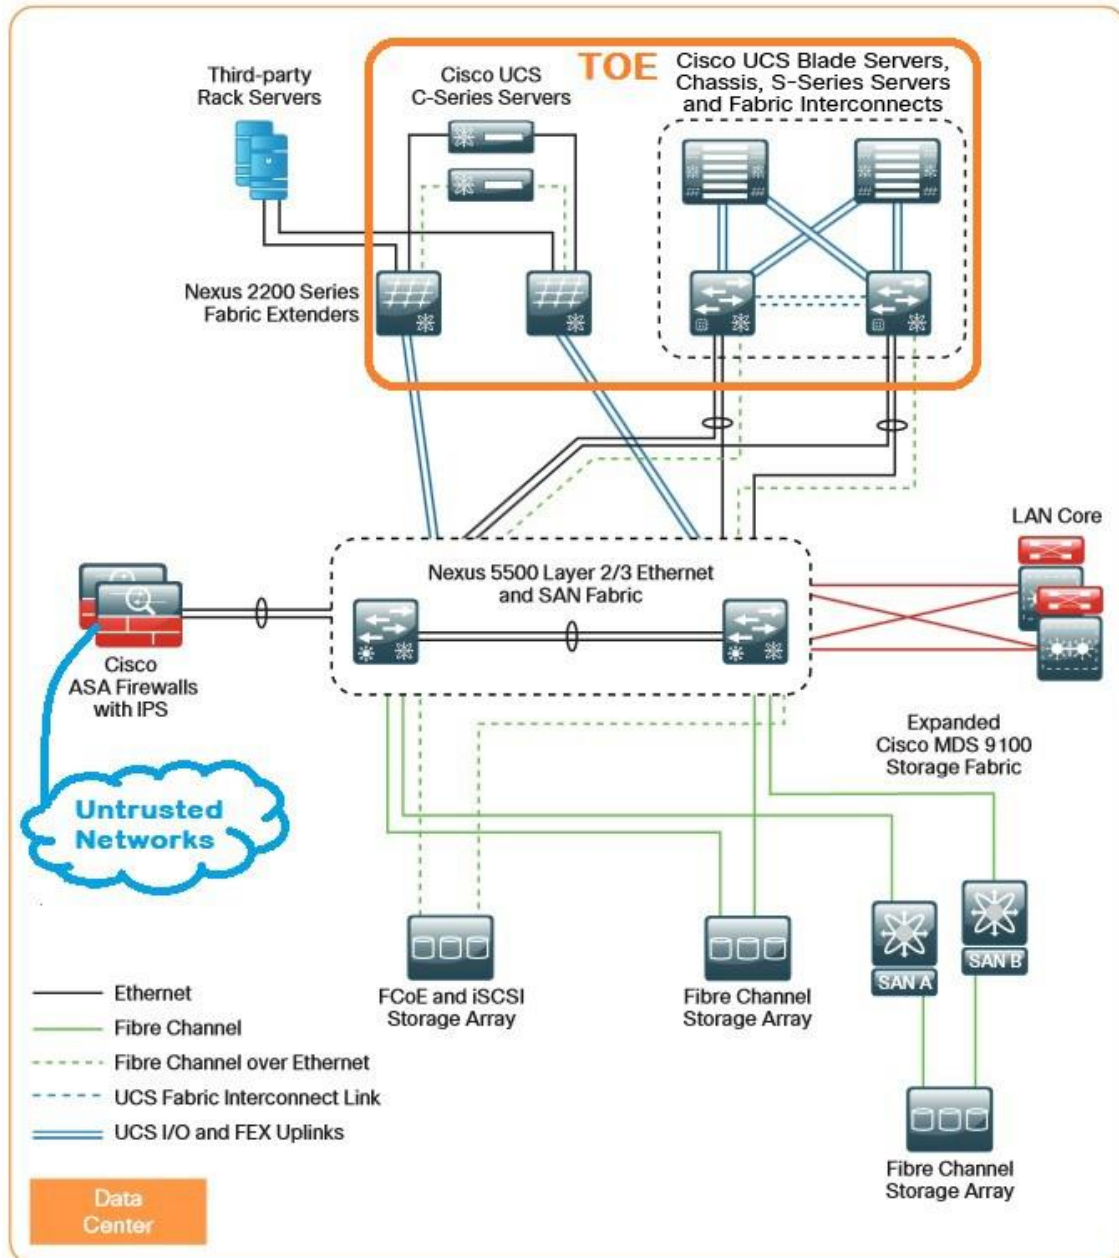 TOE
Cisco UCS Blade Servers,
Chassis, S-Series Servers
and Fabric Interconnects
Third-party
Rack Servers
Cisco UCS
C-Series Servers
Nexus 2200 Series
Fabric Extenders
LAN Core
Nexus 5500 Layer 2/3 Ethernet
and SAN Fabric
Cisco
ASA Firewalls
with IPS
Untrusted
Networks
Expanded
Cisco MDS 9100
Storage Fabric
SAN A
SAN B
FCoE and iSCSI
Storage Array
Fibre Channel
Storage Array
Fibre Channel
Storage Array
Ethernet
Fibre Channel
Fibre Channel over Ethernet
UCS Fabric Interconnect Link
UCS I/O and FEX Uplinks
Data
Center